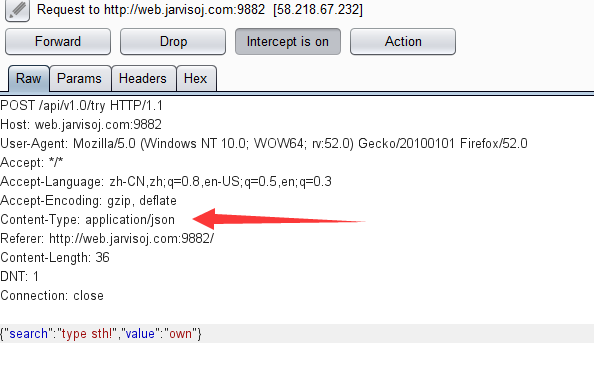 Request to http://web.jarvisoj.com:9882 [58.218.67.232]
Forward Drop Intercept is on Action
Raw Params Headers Hex
POST /api/v1.0/try HTTP/1.1
Host: web.jarvisoj.com:9882
User-Agent: Mozilla/5.0 (Windows NT 10.0; WOW64; rv:52.0) Gecko/20100101 Firefox/52.0
Accept: */*
Accept-Language: zh-CN,zh;q=0.8,en-US;q=0.5,en;q=0.3
Accept-Encoding: gzip, deflate
Content-Type: application/json
Referer: http://web.jarvisoj.com:9882/
Content-Length: 36
DNT: 1
Connection: close
{"search":"type sth!","value":"own"}